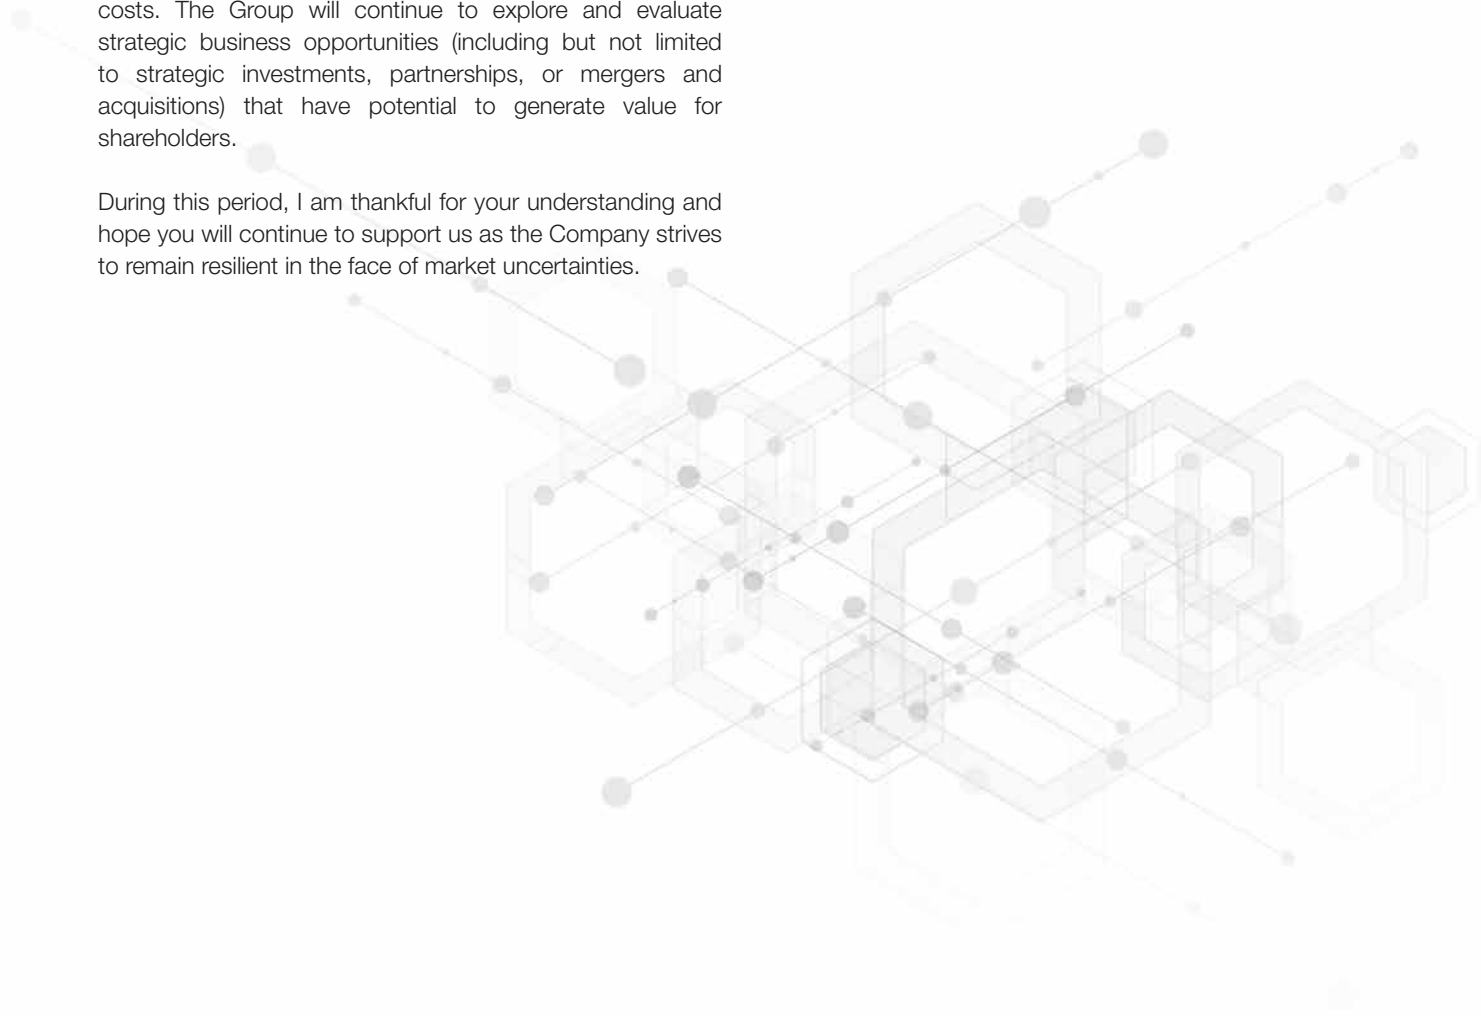 costs. The Group will continue to explore and evaluate
strategic business opportunities (including but not limited
to strategic investments, partnerships, or mergers and
acquisitions) that have potential to generate value for
shareholders.
During this period, I am thankful for your understanding and
hope you will continue to support us as the Company strives
to remain resilient in the face of market uncertainties.